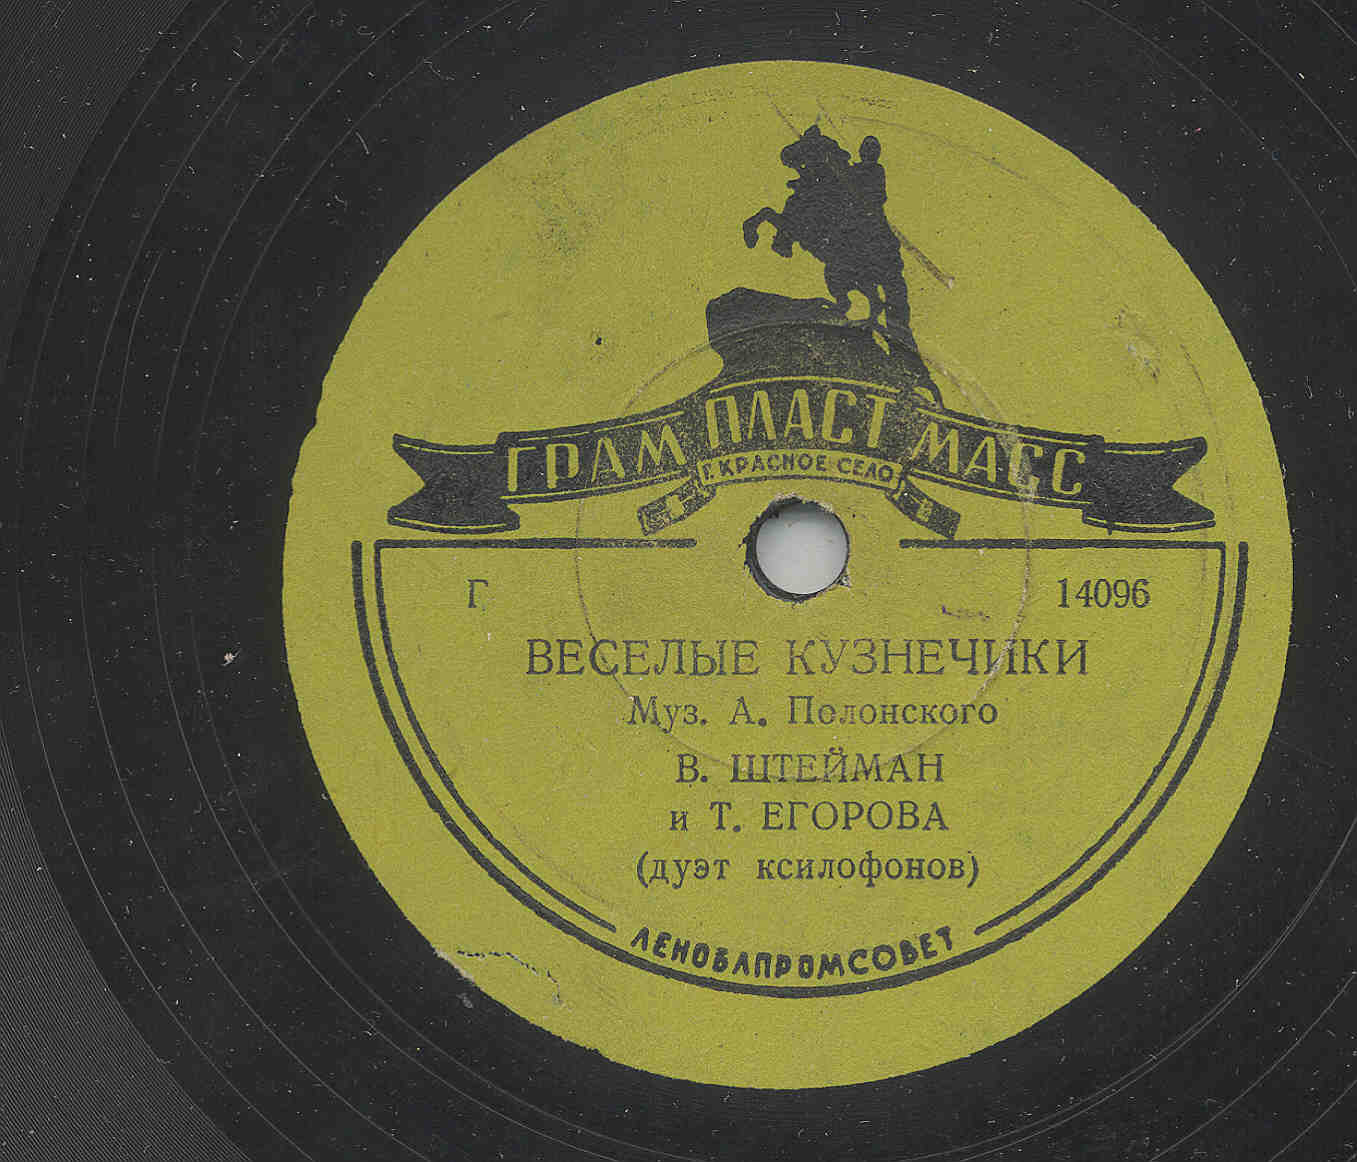 ГРАМ ПЛАСТ МАСС
Г. КРАСНОЕ СЕЛО
Г 14096
ВЕСЕЛЫЕ КУЗНЕЧИКИ
Муз. А. Полонского
В. ШТЕЙМАН
и Т. ЕГОРОВА
(дуэт ксилофонов)
ЛЕНОБЛПРОМСОВЕТ